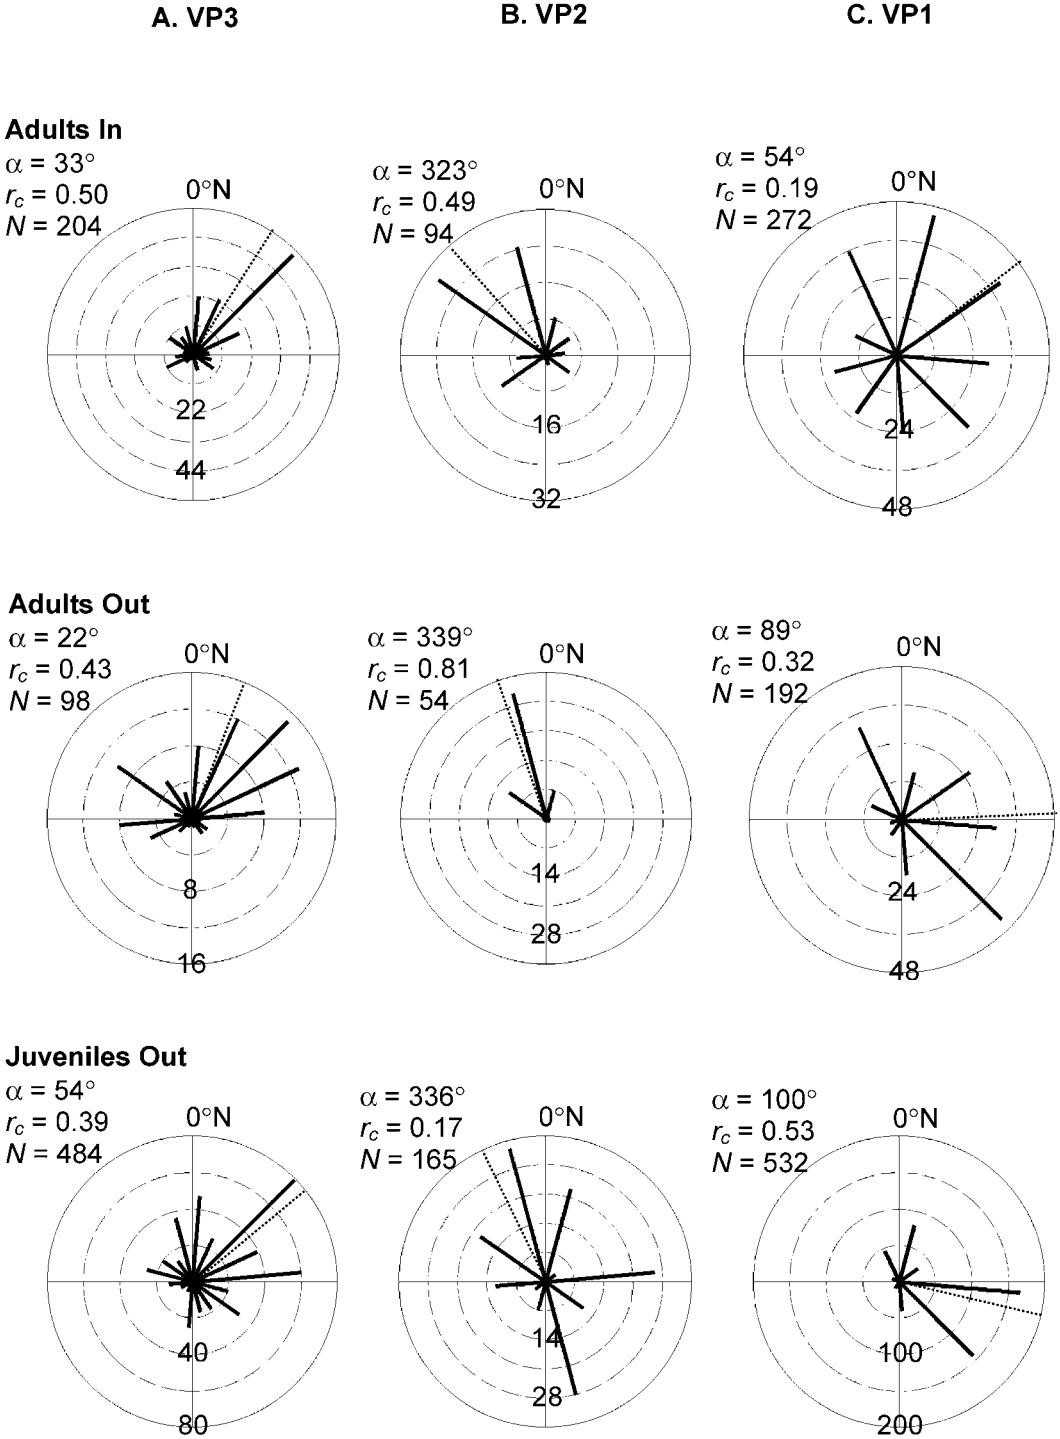 A. VP3
B. VP2
C. VP1
Adults In
α = 33°
r_c = 0.50
N = 204
0°N
22
44
α = 323°
r_c = 0.49
N = 94
0°N
16
32
α = 54°
r_c = 0.19
N = 272
0°N
24
48
Adults Out
α = 22°
r_c = 0.43
N = 98
0°N
8
16
α = 339°
r_c = 0.81
N = 54
0°N
14
28
α = 89°
r_c = 0.32
N = 192
0°N
24
48
Juveniles Out
α = 54°
r_c = 0.39
N = 484
0°N
40
80
α = 336°
r_c = 0.17
N = 165
0°N
14
28
α = 100°
r_c = 0.53
N = 532
0°N
100
200